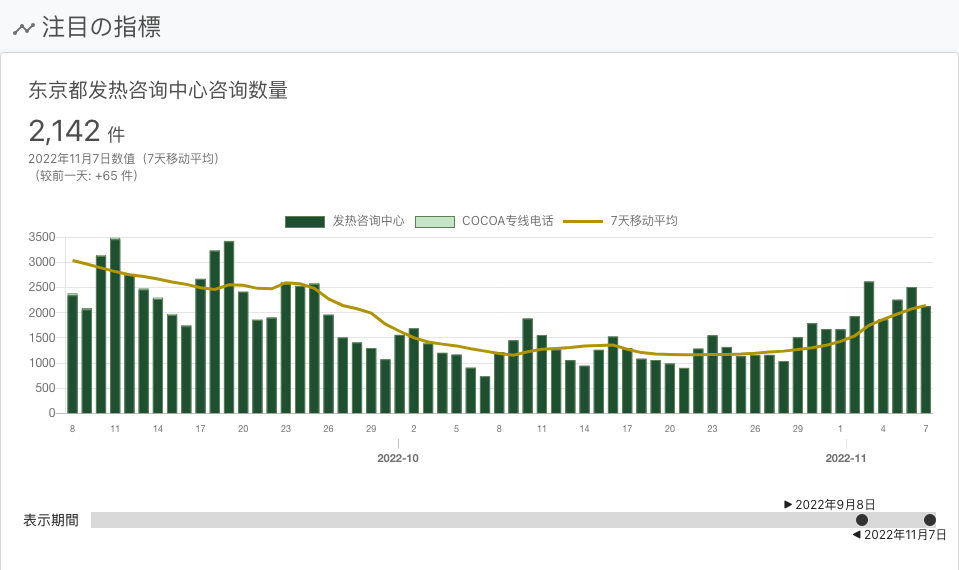 注目の指標
东京都发热咨询中心咨询数量
2,142 件
2022年11月7日数值（7天移动平均）
（较前一天: +65 件）
发热咨询中心 COCOA专线电话 7天移动平均
3500
3000
2500
2000
1500
1000
500
0
8 11 14 17 20 23 26 29 2 5 8 11 14 17 20 23 26 29 1 4 7
2022-10 2022-11
▶ 2022年9月8日
表示期間
◀ 2022年11月7日